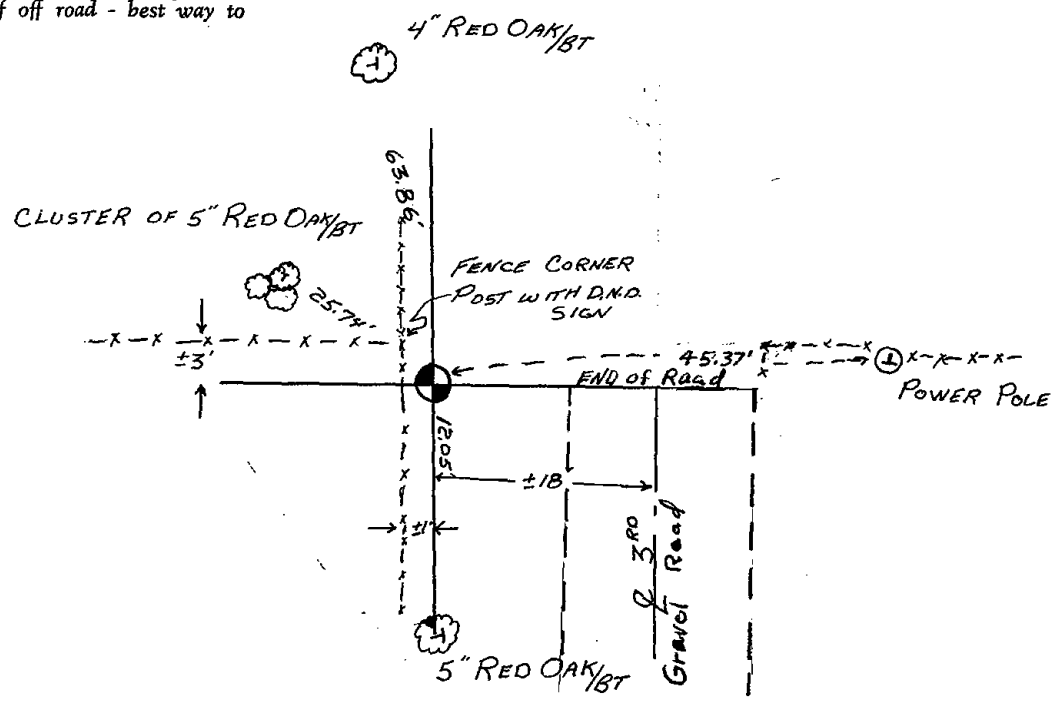 f off road - best way to
4" RED OAK/BT
63.86'
CLUSTER OF 5" RED OAK/BT
25.74'
FENCE CORNER
POST WITH D.N.D.
SIGN
±3'
45.37'
END of Road
POWER POLE
12.05'
±18
±1'
℄ 3RD
Gravel Road
5" RED OAK/BT